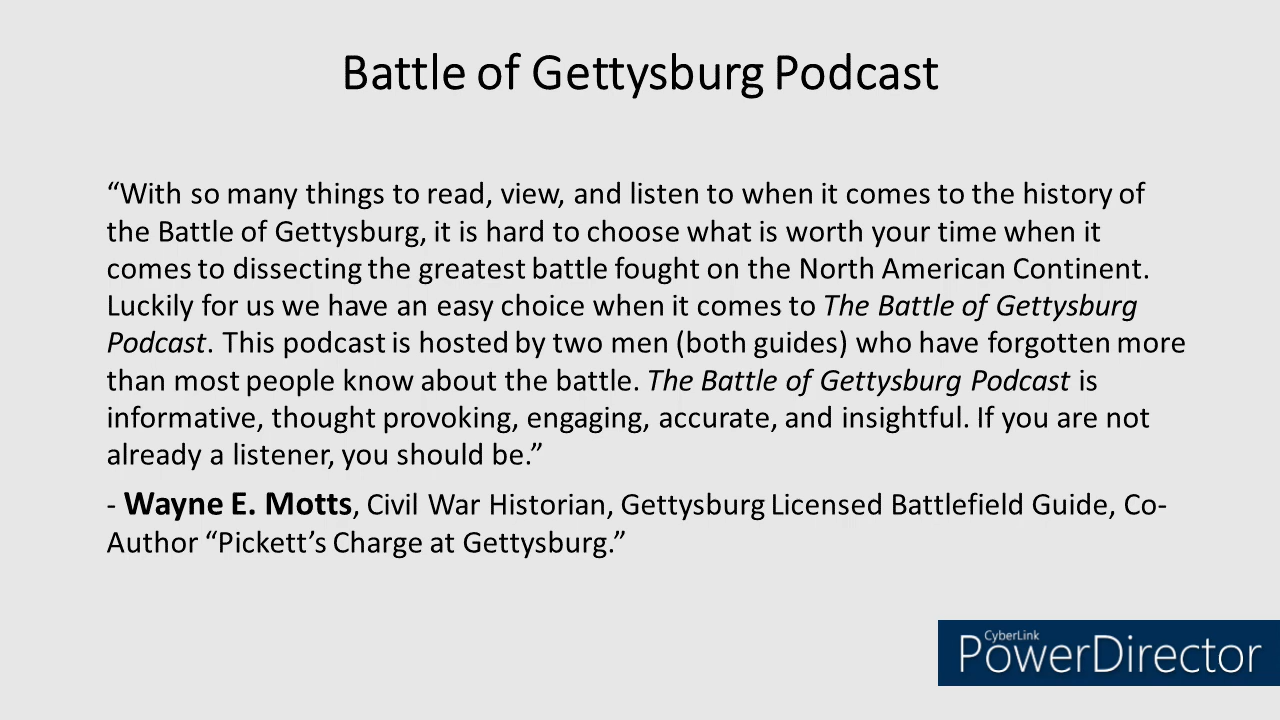 Battle of Gettysburg Podcast
“With so many things to read, view, and listen to when it comes to the history of
the Battle of Gettysburg, it is hard to choose what is worth your time when it
comes to dissecting the greatest battle fought on the North American Continent.
Luckily for us we have an easy choice when it comes to The Battle of Gettysburg
Podcast. This podcast is hosted by two men (both guides) who have forgotten more
than most people know about the battle. The Battle of Gettysburg Podcast is
informative, thought provoking, engaging, accurate, and insightful. If you are not
already a listener, you should be.”
- Wayne E. Motts, Civil War Historian, Gettysburg Licensed Battlefield Guide, Co-
Author “Pickett’s Charge at Gettysburg.”
CyberLink
PowerDirector